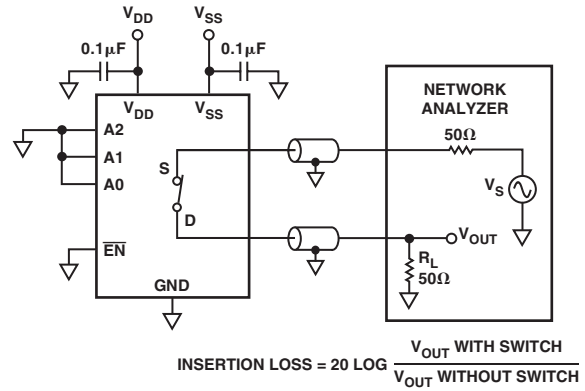 VDD
VSS
0.1µF
0.1µF
VDD
VSS
A2
A1
A0
EN
GND
S
D
NETWORK
ANALYZER
50Ω
VS
VOUT
RL
50Ω
INSERTION LOSS = 20 LOG VOUT WITH SWITCH
VOUT WITHOUT SWITCH